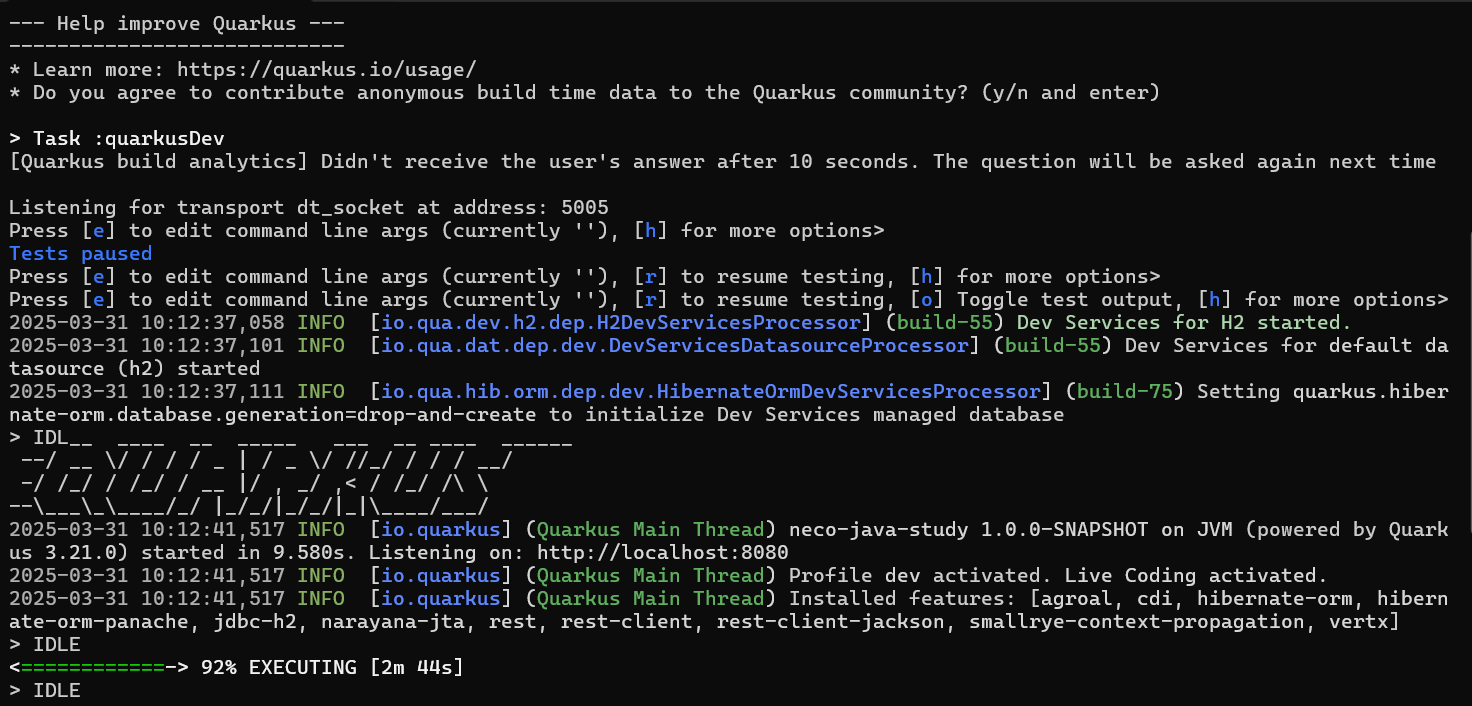 --- Help improve Quarkus ---
----------------------------
* Learn more: https://quarkus.io/usage/
* Do you agree to contribute anonymous build time data to the Quarkus community? (y/n and enter)

> Task :quarkusDev
[Quarkus build analytics] Didn't receive the user's answer after 10 seconds. The question will be asked again next time

Listening for transport dt_socket at address: 5005
Press [e] to edit command line args (currently ''), [h] for more options>
Tests paused
Press [e] to edit command line args (currently ''), [r] to resume testing, [h] for more options>
Press [e] to edit command line args (currently ''), [r] to resume testing, [o] Toggle test output, [h] for more options>
2025-03-31 10:12:37,058 INFO  [io.qua.dev.h2.dep.H2DevServicesProcessor] (build-55) Dev Services for H2 started.
2025-03-31 10:12:37,101 INFO  [io.qua.dat.dep.dev.DevServicesDatasourceProcessor] (build-55) Dev Services for default da
tasource (h2) started
2025-03-31 10:12:37,111 INFO  [io.qua.hib.orm.dep.dev.HibernateOrmDevServicesProcessor] (build-75) Setting quarkus.hiber
nate-orm.database.generation=drop-and-create to initialize Dev Services managed database
> IDL__  ____  __  _____   ___  __ ____  ______
 --/ __ \/ / / / _ | / _ \/ //_/ / / / __/
 -/ /_/ / /_/ / __ |/ , _/ ,< / /_/ /\ \
--\___\_\____/_/ |_/_/|_/_/|_|\____/___/
2025-03-31 10:12:41,517 INFO  [io.quarkus] (Quarkus Main Thread) neco-java-study 1.0.0-SNAPSHOT on JVM (powered by Quark
us 3.21.0) started in 9.580s. Listening on: http://localhost:8080
2025-03-31 10:12:41,517 INFO  [io.quarkus] (Quarkus Main Thread) Profile dev activated. Live Coding activated.
2025-03-31 10:12:41,517 INFO  [io.quarkus] (Quarkus Main Thread) Installed features: [agroal, cdi, hibernate-orm, hibern
ate-orm-panache, jdbc-h2, narayana-jta, rest, rest-client, rest-client-jackson, smallrye-context-propagation, vertx]
> IDLE
<============-> 92% EXECUTING [2m 44s]
> IDLE